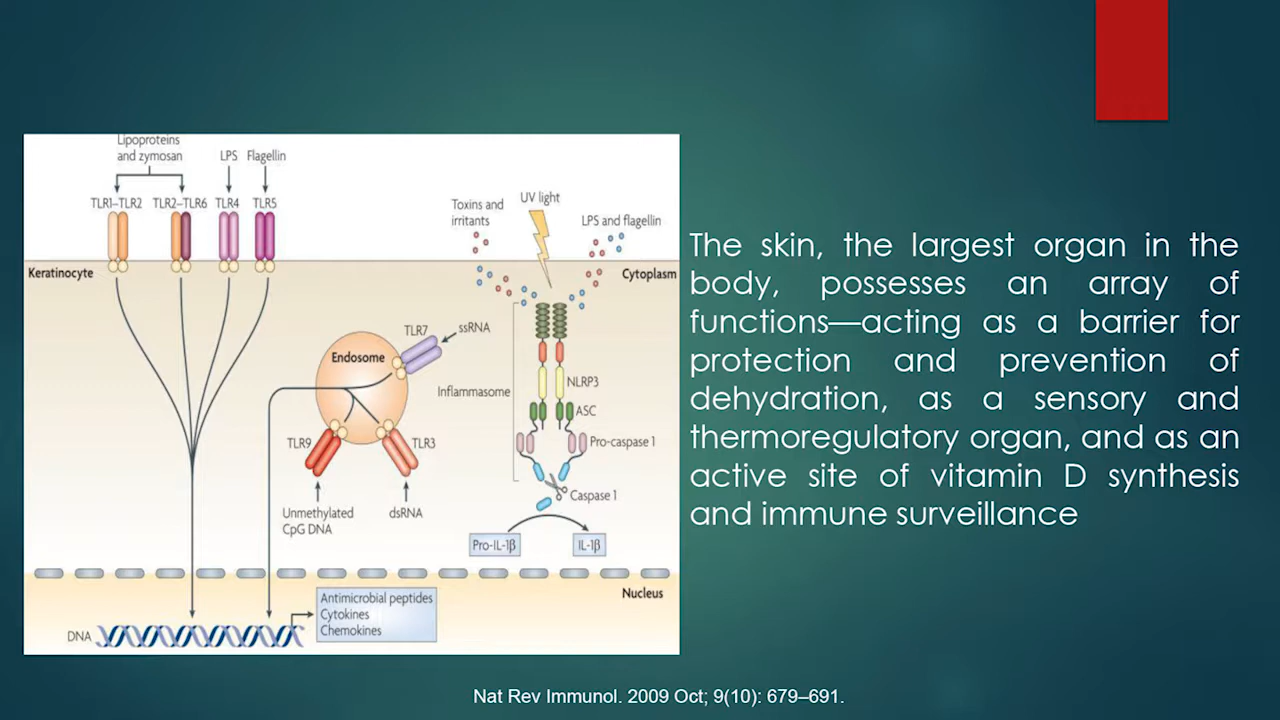 Lipoproteins
and zymosan
LPS
Flagellin
TLR1–TLR2
TLR2–TLR6
TLR4
TLR5
Keratinocyte
Toxins and
irritants
UV light
LPS and flagellin
Cytoplasm
Endosome
TLR7
ssRNA
TLR9
TLR3
Unmethylated
CpG DNA
dsRNA
Inflammasome
NLRP3
ASC
Pro-caspase 1
Caspase 1
Pro-IL-1β
IL-1β
Nucleus
DNA
Antimicrobial peptides
Cytokines
Chemokines
The skin, the largest organ in the
body, possesses an array of
functions—acting as a barrier for
protection and prevention of
dehydration, as a sensory and
thermoregulatory organ, and as an
active site of vitamin D synthesis
and immune surveillance
Nat Rev Immunol. 2009 Oct; 9(10): 679–691.